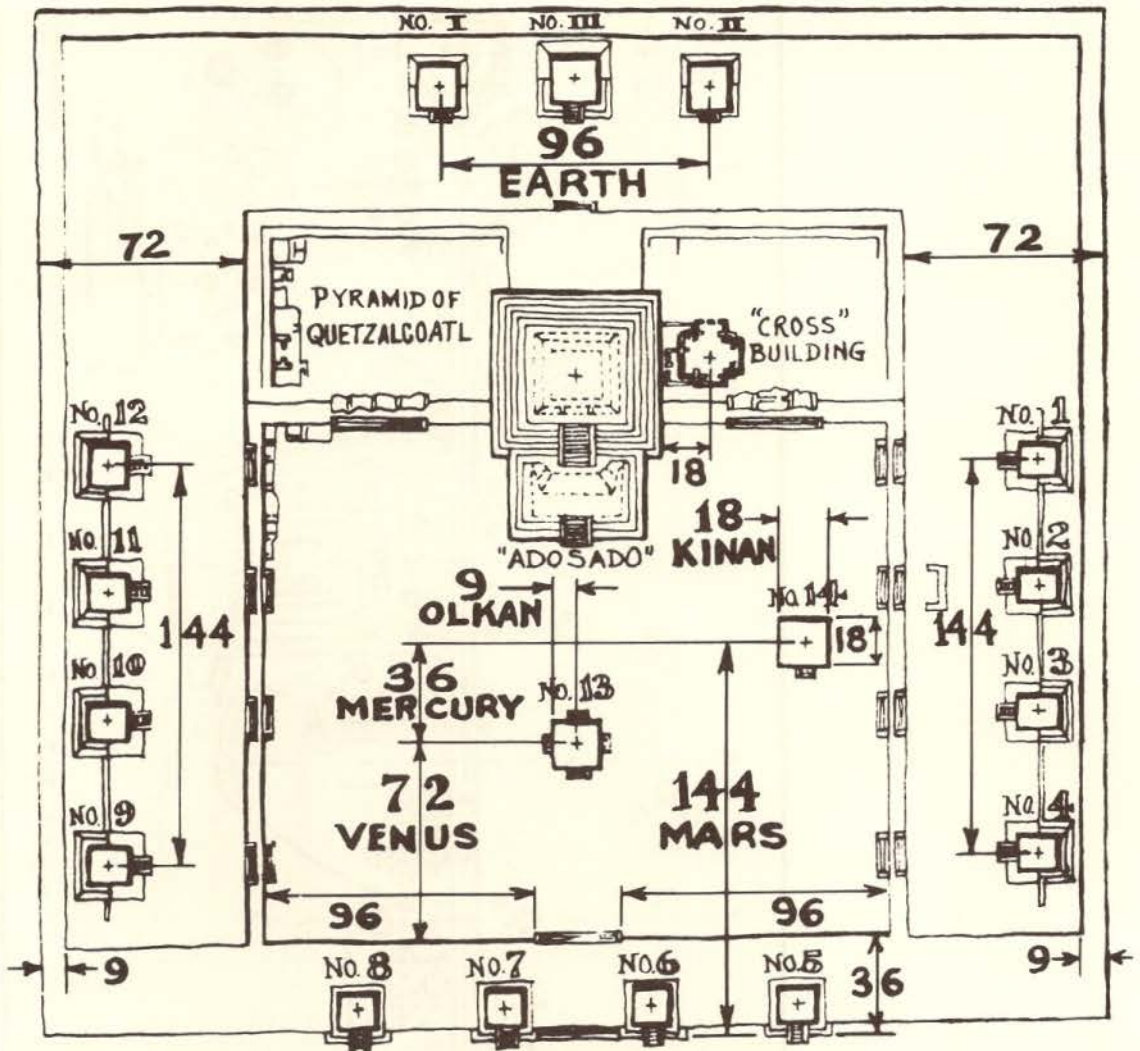 NO. I
NO. III
NO. II
96
EARTH
72
72
PYRAMID OF
QUETZALCOATL
"CROSS"
BUILDING
NO. 12
NO. 1
18
18
KINAN
NO. 11
NO. 2
"ADOSADO"
9
OLKAN
NO. 14
144
18
144
NO. 10
NO. 3
36
MERCURY
NO. 13
72
VENUS
144
MARS
NO. 9
NO. 4
96
96
9
NO. 8
NO. 7
NO. 6
NO. 5
36
9